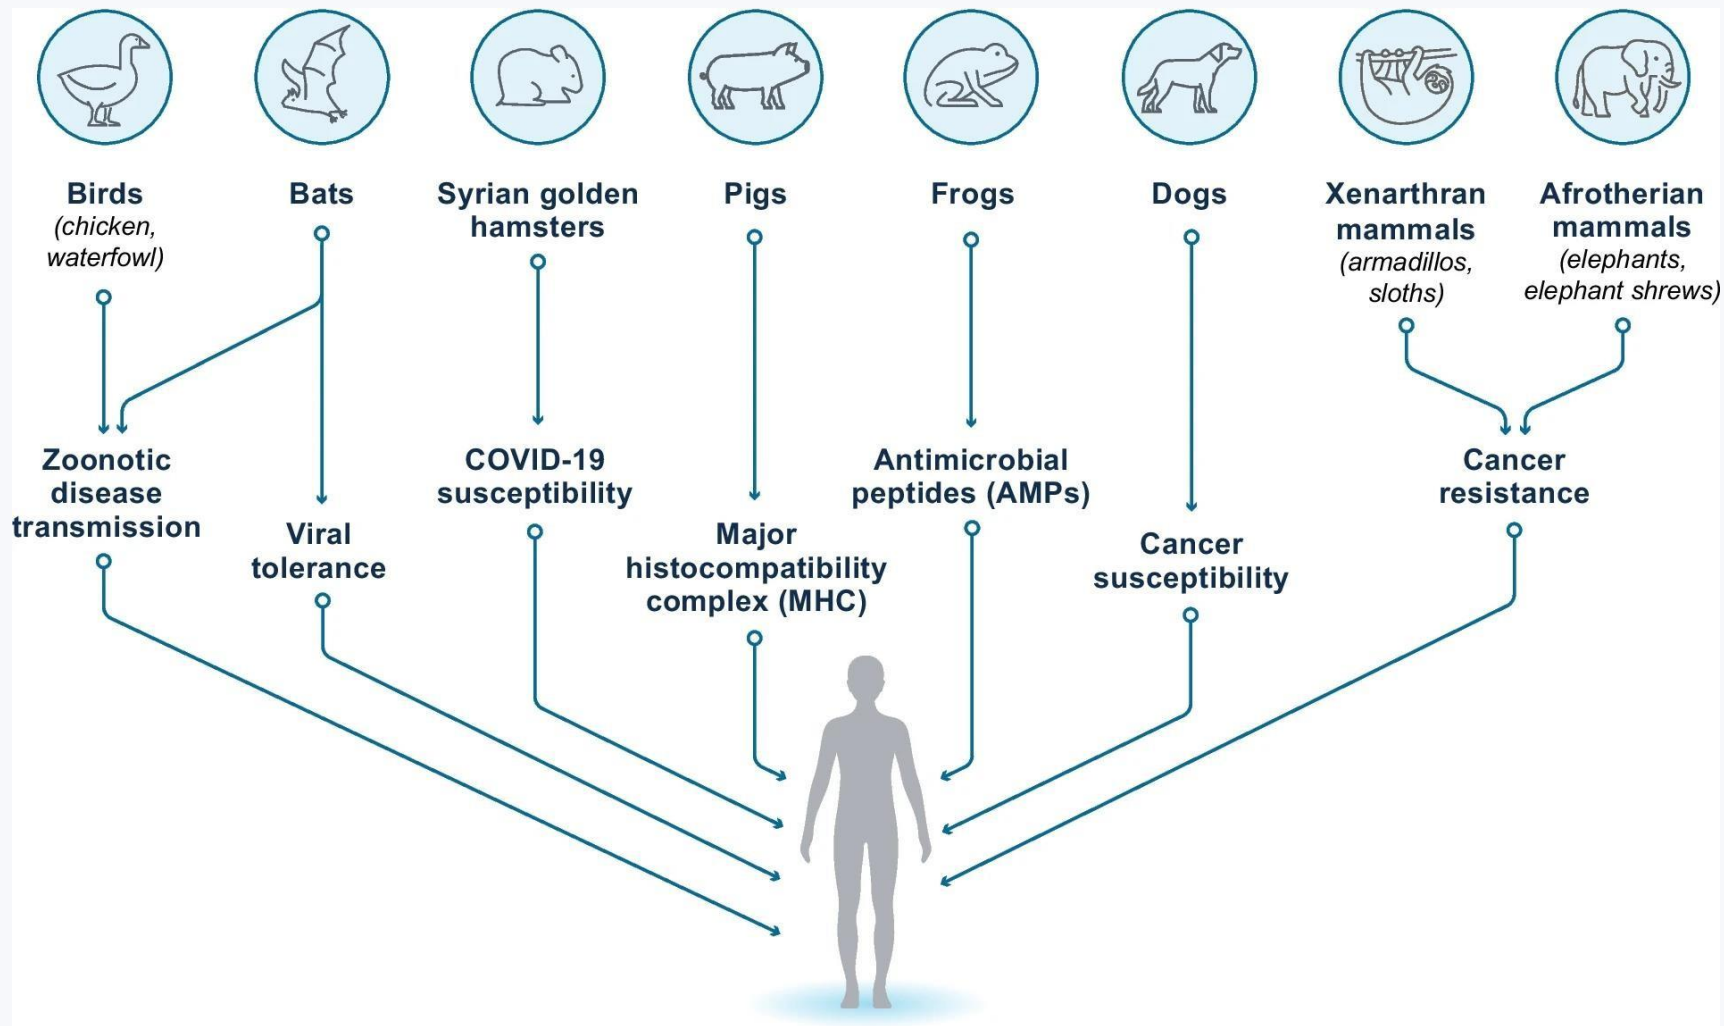 Birds
(chicken,
waterfowl)
Bats
Syrian golden
hamsters
Pigs
Frogs
Dogs
Xenarthran
mammals
(armadillos,
sloths)
Afrotherian
mammals
(elephants,
elephant shrews)
Zoonotic
disease
transmission
Viral
tolerance
COVID-19
susceptibility
Major
histocompatibility
complex (MHC)
Antimicrobial
peptides (AMPs)
Cancer
susceptibility
Cancer
resistance